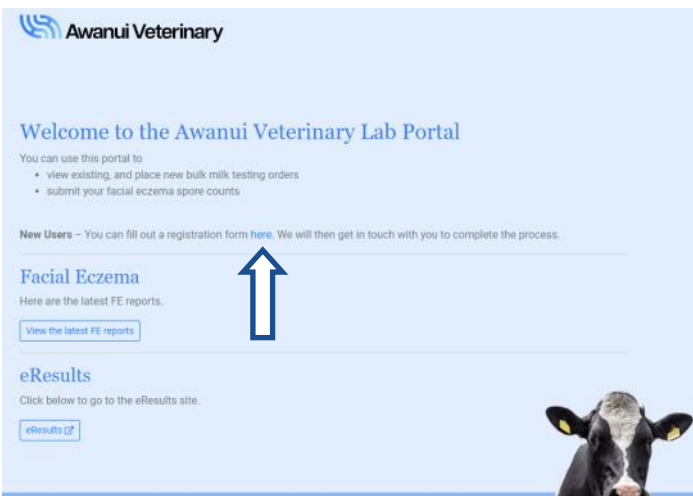 Awanui Veterinary
Welcome to the Awanui Veterinary Lab Portal
You can use this portal to
• view existing, and place new bulk milk testing orders
• submit your facial eczema spore counts
New Users – You can fill out a registration form here. We will then get in touch with you to complete the process.
Facial Eczema
Here are the latest FE reports.
View the latest FE reports
eResults
Click below to go to the eResults site.
eResults